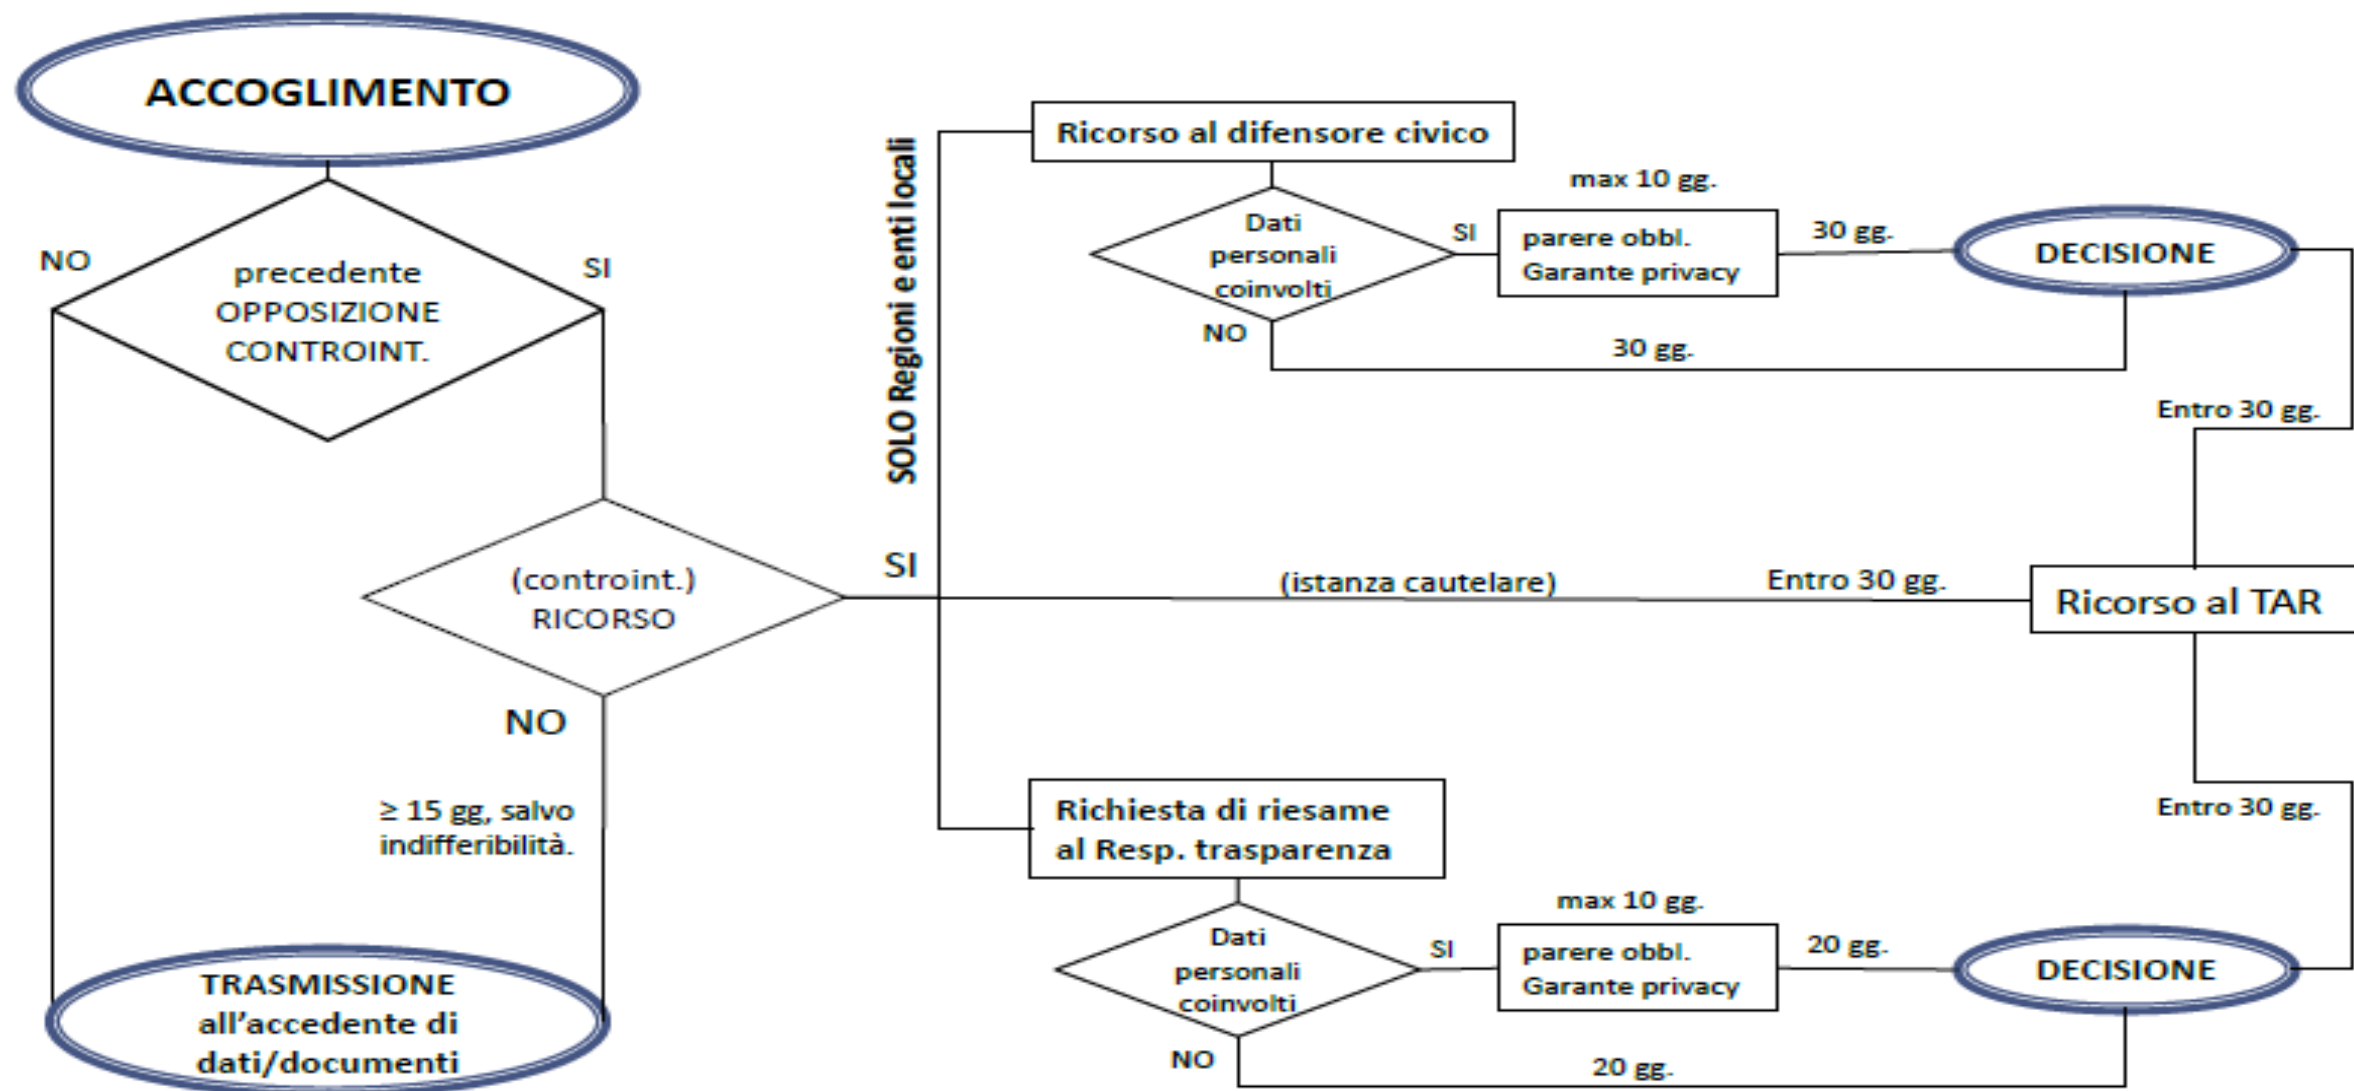 ACCOGLIMENTO
NO
SI
precedente
OPPOSIZIONE
CONTROINT.
(controint.)
RICORSO
SI
NO
≥ 15 gg, salvo
indifferibilità.
TRASMISSIONE
all'accedente di
dati/documenti
SOLO Regioni e enti locali
Ricorso al difensore civico
Dati
personali
coinvolti
SI
NO
max 10 gg.
parere obbl.
Garante privacy
30 gg.
DECISIONE
30 gg.
Entro 30 gg.
(istanza cautelare)
Entro 30 gg.
Ricorso al TAR
Entro 30 gg.
Richiesta di riesame
al Resp. trasparenza
Dati
personali
coinvolti
SI
NO
max 10 gg.
parere obbl.
Garante privacy
20 gg.
DECISIONE
20 gg.